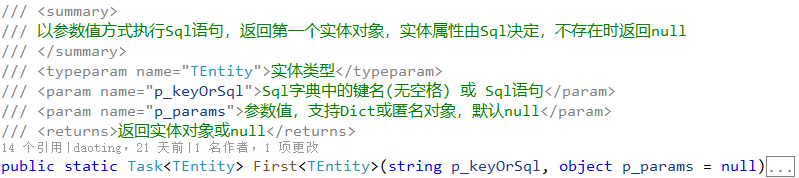 /// <summary>
/// 以参数值方式执行Sql语句，返回第一个实体对象，实体属性由Sql决定，不存在时返回null
/// </summary>
/// <typeparam name="TEntity">实体类型</typeparam>
/// <param name="p_keyOrSql">Sql字典中的键名(无空格) 或 Sql语句</param>
/// <param name="p_params">参数值，支持Dict或匿名对象，默认null</param>
/// <returns>返回实体对象或null</returns>
14 个引用|daoting，21 天前|1 名作者，1 项更改
public static Task<TEntity> First<TEntity>(string p_keyOrSql, object p_params = null)...